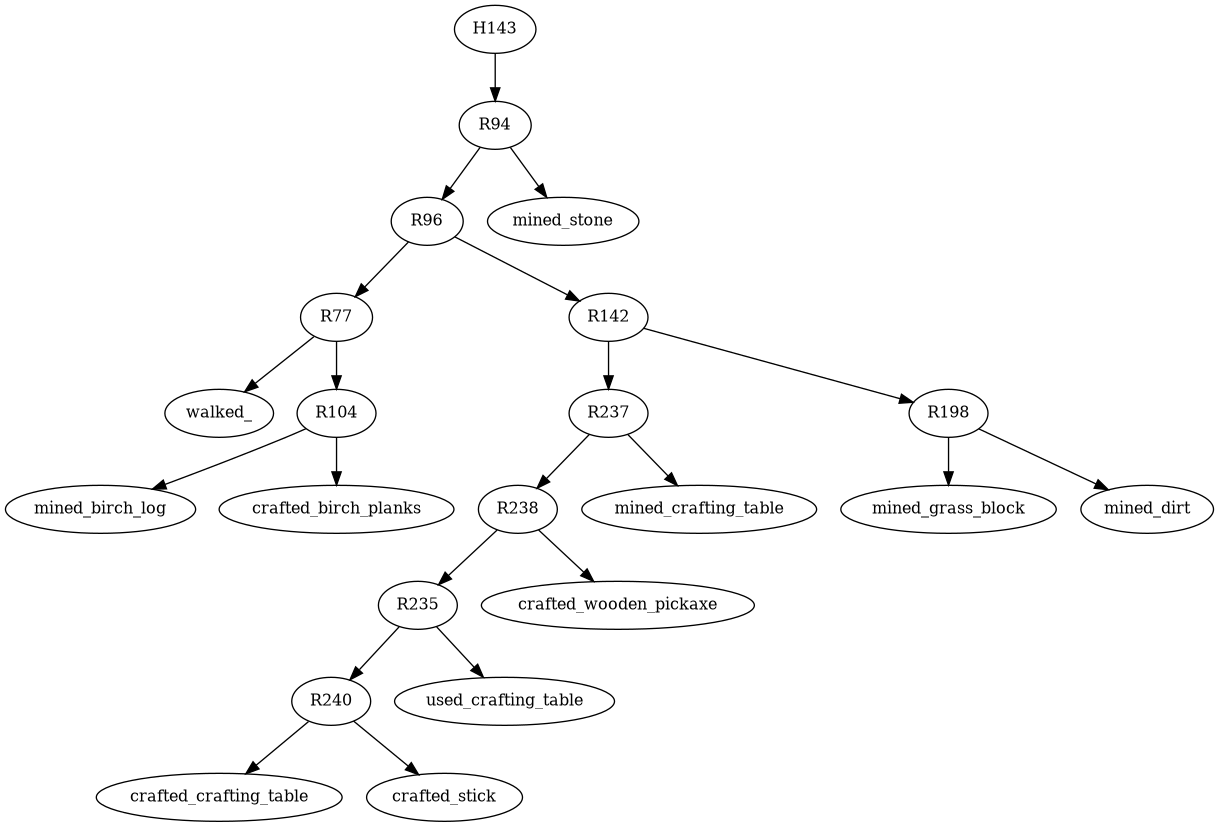 H143
R94
R96
mined_stone
R77
R142
walked_
R104
R237
R198
mined_birch_log
crafted_birch_planks
R238
mined_crafting_table
mined_grass_block
mined_dirt
R235
crafted_wooden_pickaxe
R240
used_crafting_table
crafted_crafting_table
crafted_stick